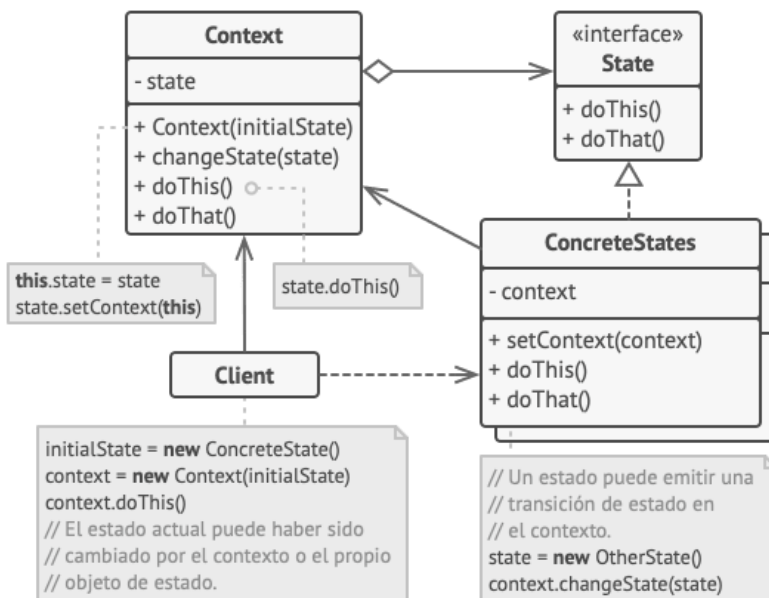 Context
- state
+ Context(initialState)
+ changeState(state)
+ doThis()
+ doThat()
«interface»
State
+ doThis()
+ doThat()
this.state = state
state.setContext(this)
state.doThis()
ConcreteStates
- context
+ setContext(context)
+ doThis()
+ doThat()
Client
initialState = new ConcreteState()
context = new Context(initialState)
context.doThis()
// El estado actual puede haber sido
// cambiado por el contexto o el propio
// objeto de estado.
// Un estado puede emitir una
// transición de estado en
// el contexto.
state = new OtherState()
context.changeState(state)